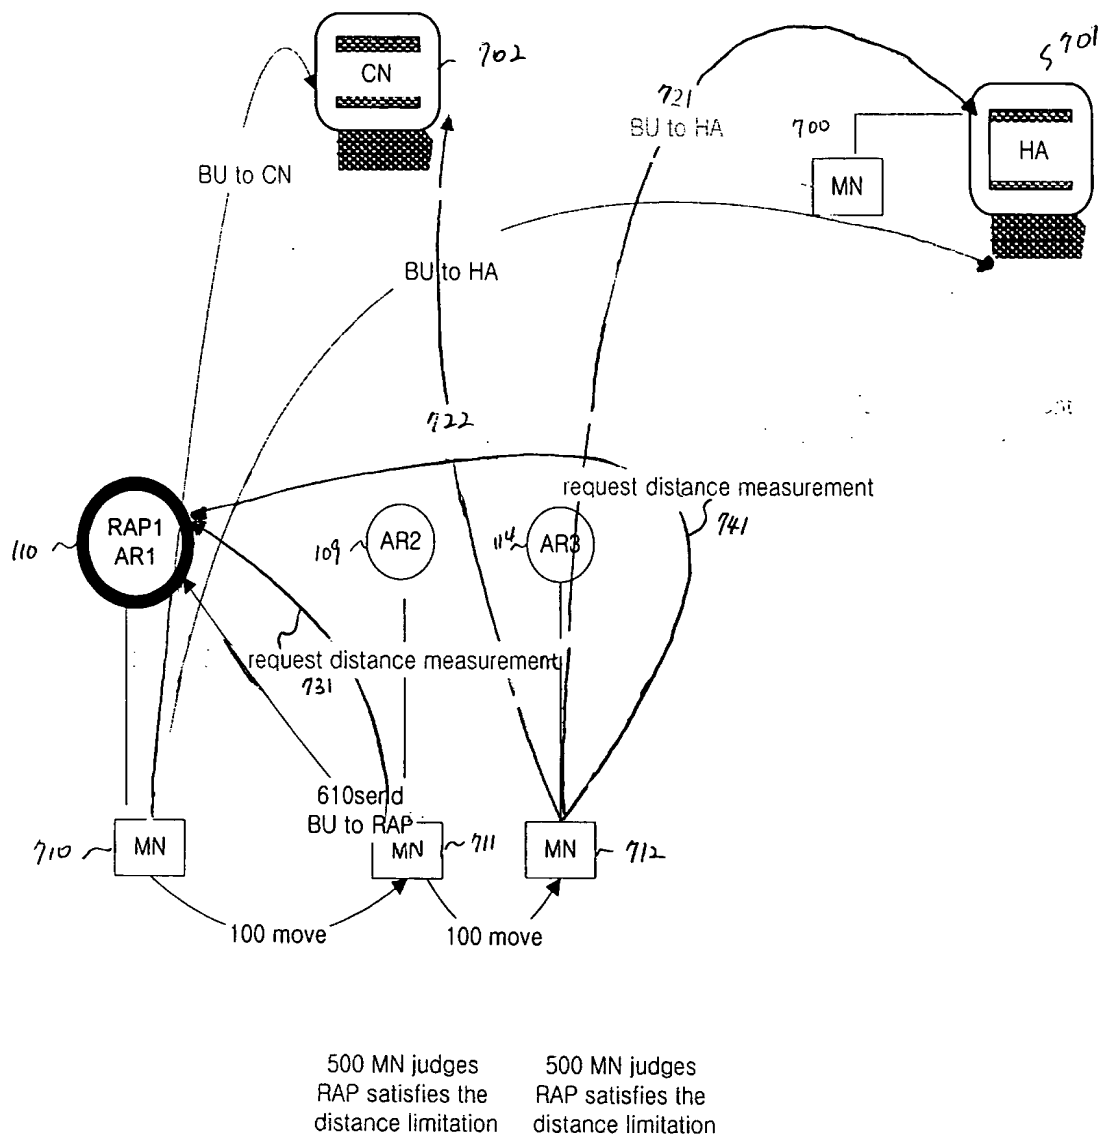 CN
702
701
721
BU to HA
700
MN
HA
BU to CN
BU to HA
722
request distance measurement
741
RAP1
AR1
110
109
AR2
114
AR3
request distance measurement
731
610send
BU to RAP
710
MN
MN
711
MN
712
100 move
100 move
500 MN judges
RAP satisfies the
distance limitation
500 MN judges
RAP satisfies the
distance limitation